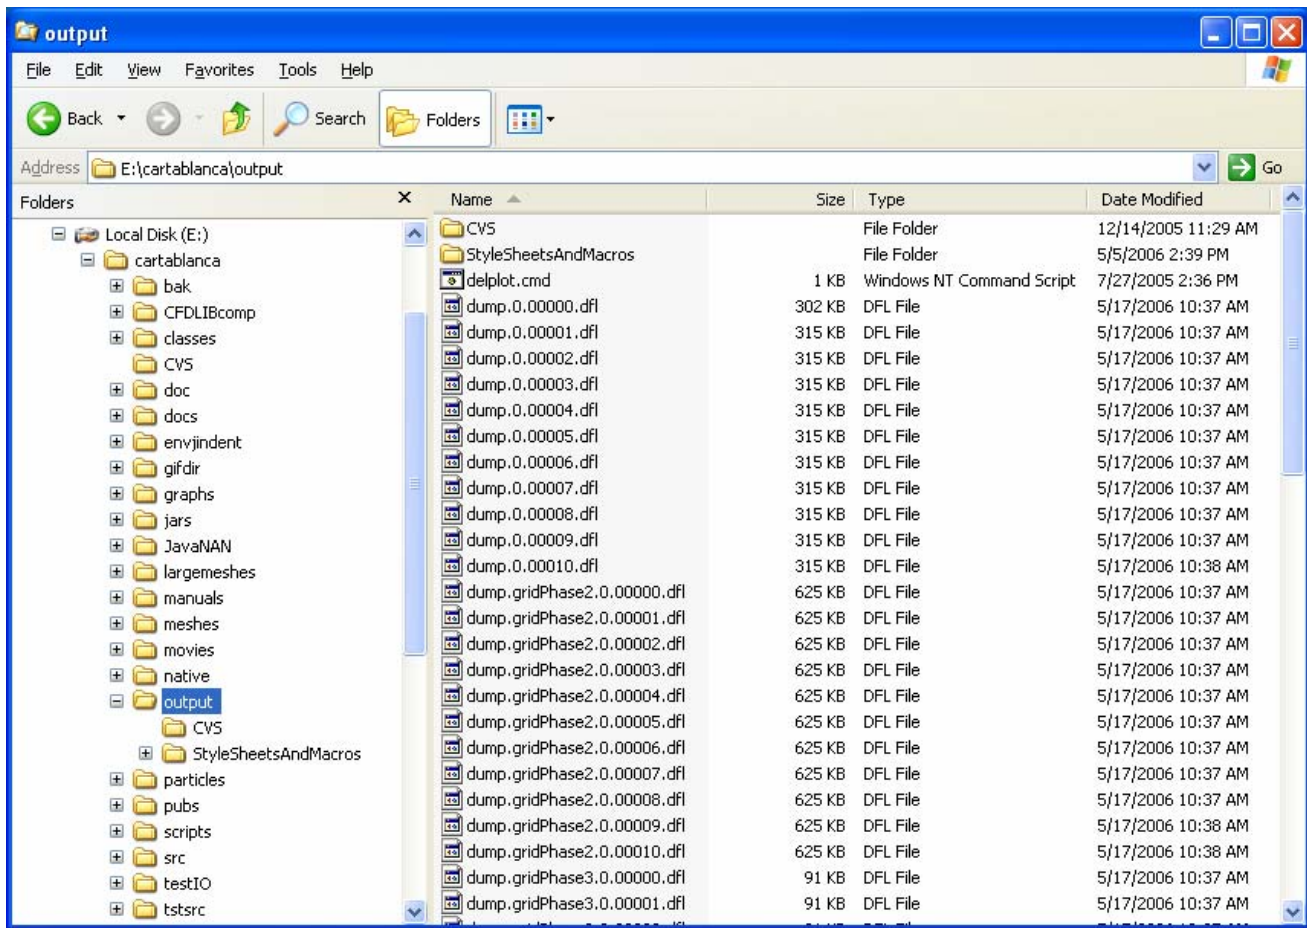 output
File Edit View Favorites Tools Help
Back Search Folders
Address E:\cartablanca\output Go
Folders
Local Disk (E:)
cartablanca
bak
CFDLIBcomp
classes
CVS
doc
docs
envjindent
gifdir
graphs
jars
JavaNAN
largemeshes
manuals
meshes
movies
native
output
CVS
StyleSheetsAndMacros
particles
pubs
scripts
src
testIO
tstsrc
Name Size Type Date Modified
CVS File Folder 12/14/2005 11:29 AM
StyleSheetsAndMacros File Folder 5/5/2006 2:39 PM
delplot.cmd 1 KB Windows NT Command Script 7/27/2005 2:36 PM
dump.0.00000.dfl 302 KB DFL File 5/17/2006 10:37 AM
dump.0.00001.dfl 315 KB DFL File 5/17/2006 10:37 AM
dump.0.00002.dfl 315 KB DFL File 5/17/2006 10:37 AM
dump.0.00003.dfl 315 KB DFL File 5/17/2006 10:37 AM
dump.0.00004.dfl 315 KB DFL File 5/17/2006 10:37 AM
dump.0.00005.dfl 315 KB DFL File 5/17/2006 10:37 AM
dump.0.00006.dfl 315 KB DFL File 5/17/2006 10:37 AM
dump.0.00007.dfl 315 KB DFL File 5/17/2006 10:37 AM
dump.0.00008.dfl 315 KB DFL File 5/17/2006 10:37 AM
dump.0.00009.dfl 315 KB DFL File 5/17/2006 10:37 AM
dump.0.00010.dfl 315 KB DFL File 5/17/2006 10:38 AM
dump.gridPhase2.0.00000.dfl 625 KB DFL File 5/17/2006 10:37 AM
dump.gridPhase2.0.00001.dfl 625 KB DFL File 5/17/2006 10:37 AM
dump.gridPhase2.0.00002.dfl 625 KB DFL File 5/17/2006 10:37 AM
dump.gridPhase2.0.00003.dfl 625 KB DFL File 5/17/2006 10:37 AM
dump.gridPhase2.0.00004.dfl 625 KB DFL File 5/17/2006 10:37 AM
dump.gridPhase2.0.00005.dfl 625 KB DFL File 5/17/2006 10:37 AM
dump.gridPhase2.0.00006.dfl 625 KB DFL File 5/17/2006 10:37 AM
dump.gridPhase2.0.00007.dfl 625 KB DFL File 5/17/2006 10:37 AM
dump.gridPhase2.0.00008.dfl 625 KB DFL File 5/17/2006 10:37 AM
dump.gridPhase2.0.00009.dfl 625 KB DFL File 5/17/2006 10:38 AM
dump.gridPhase2.0.00010.dfl 625 KB DFL File 5/17/2006 10:38 AM
dump.gridPhase3.0.00000.dfl 91 KB DFL File 5/17/2006 10:37 AM
dump.gridPhase3.0.00001.dfl 91 KB DFL File 5/17/2006 10:37 AM